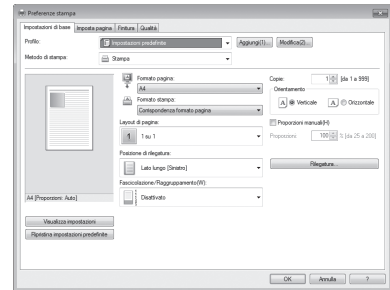 Preferenze stampa
Impostazioni di base Imposta pagina Finiture Qualità
Profilo: Impostazioni predefinite Aggiungi(1)... Modifica(2)...
Metodo di stampa: Stampa
Formato pagina:
A4
Formato stampa:
Corrispondenza formato pagina
Layout di pagina:
1 1 su 1
Posizione di rilegatura:
Lato lungo [Sinistro]
Fascicolazione/Raggruppamento(W):
Disattivato
Copie: 1 [da 1 a 999]
Orientamento
A Verticale A Orizzontale
Proporzioni manuali(H)
Proporzioni: 100 % [da 25 a 200]
Rilegatura...
A4 [Proporzioni: Auto]
Visualizza impostazioni
Ripristina impostazioni predefinite
OK Annulla ?